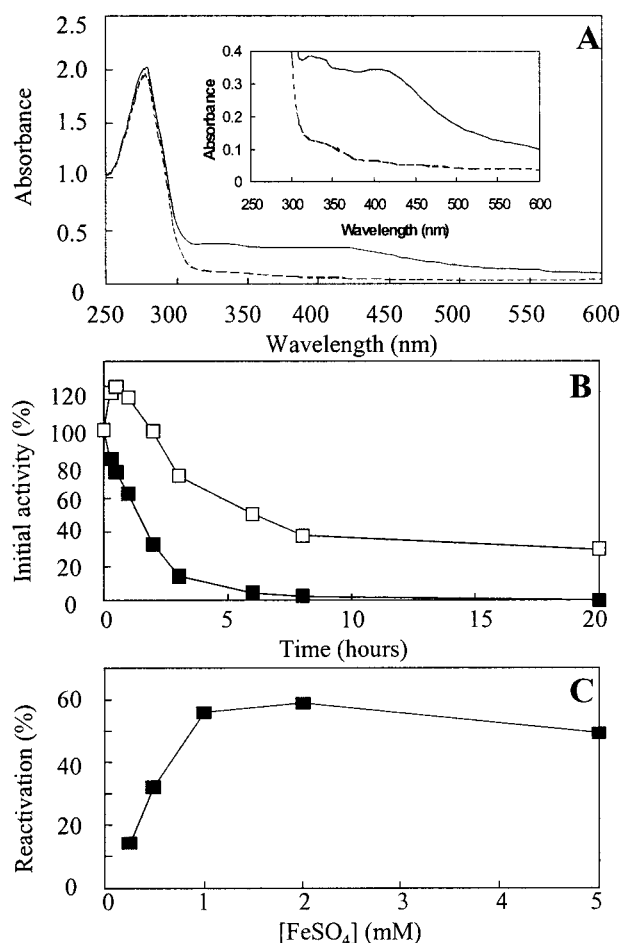 A
2.5
2.0
1.5
1.0
0.5
0
Absorbance
250 300 350 400 450 500 550 600
Wavelength (nm)
0.4
0.3
0.2
0.1
0
Absorbance
250 300 350 400 450 500 550 600
Wavelength (nm)
B
120
100
80
60
40
20
0
Initial activity (%)
0 5 10 15 20
Time (hours)
C
60
40
20
0
Reactivation (%)
0 1 2 3 4 5
[FeSO₄] (mM)